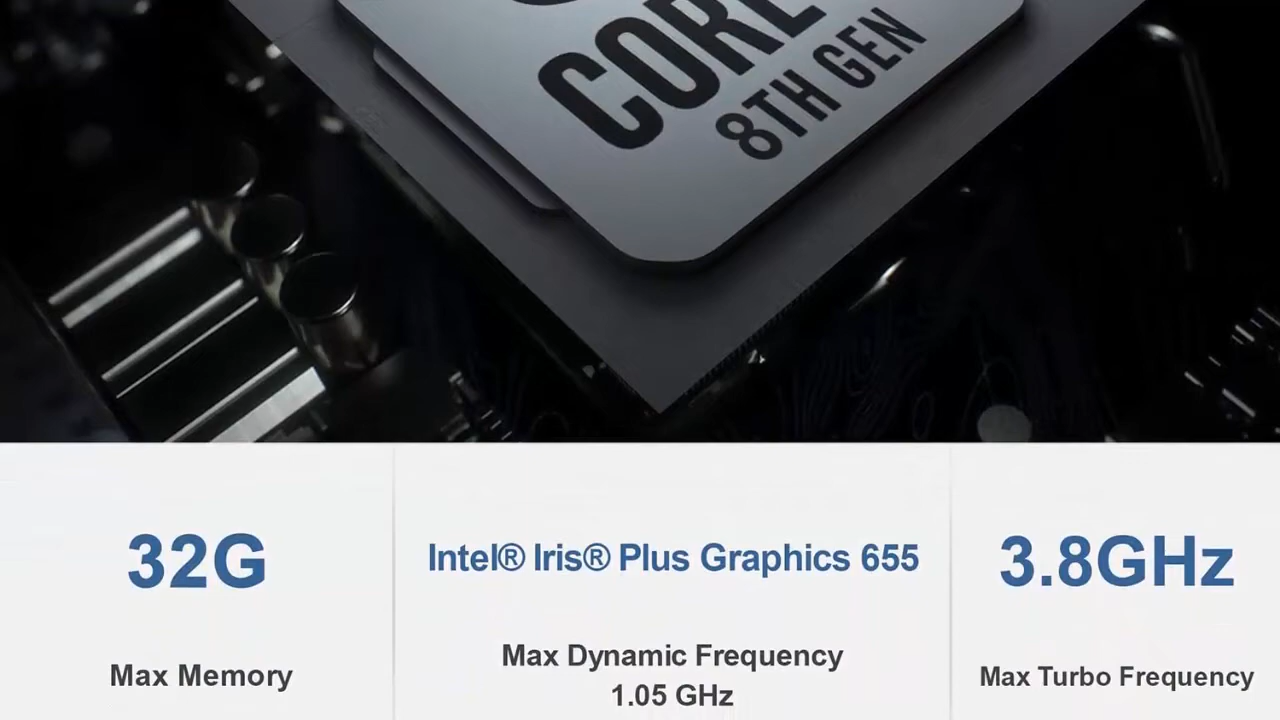 CORE
8TH GEN
32G
Max Memory
Intel® Iris® Plus Graphics 655
Max Dynamic Frequency
1.05 GHz
3.8GHz
Max Turbo Frequency